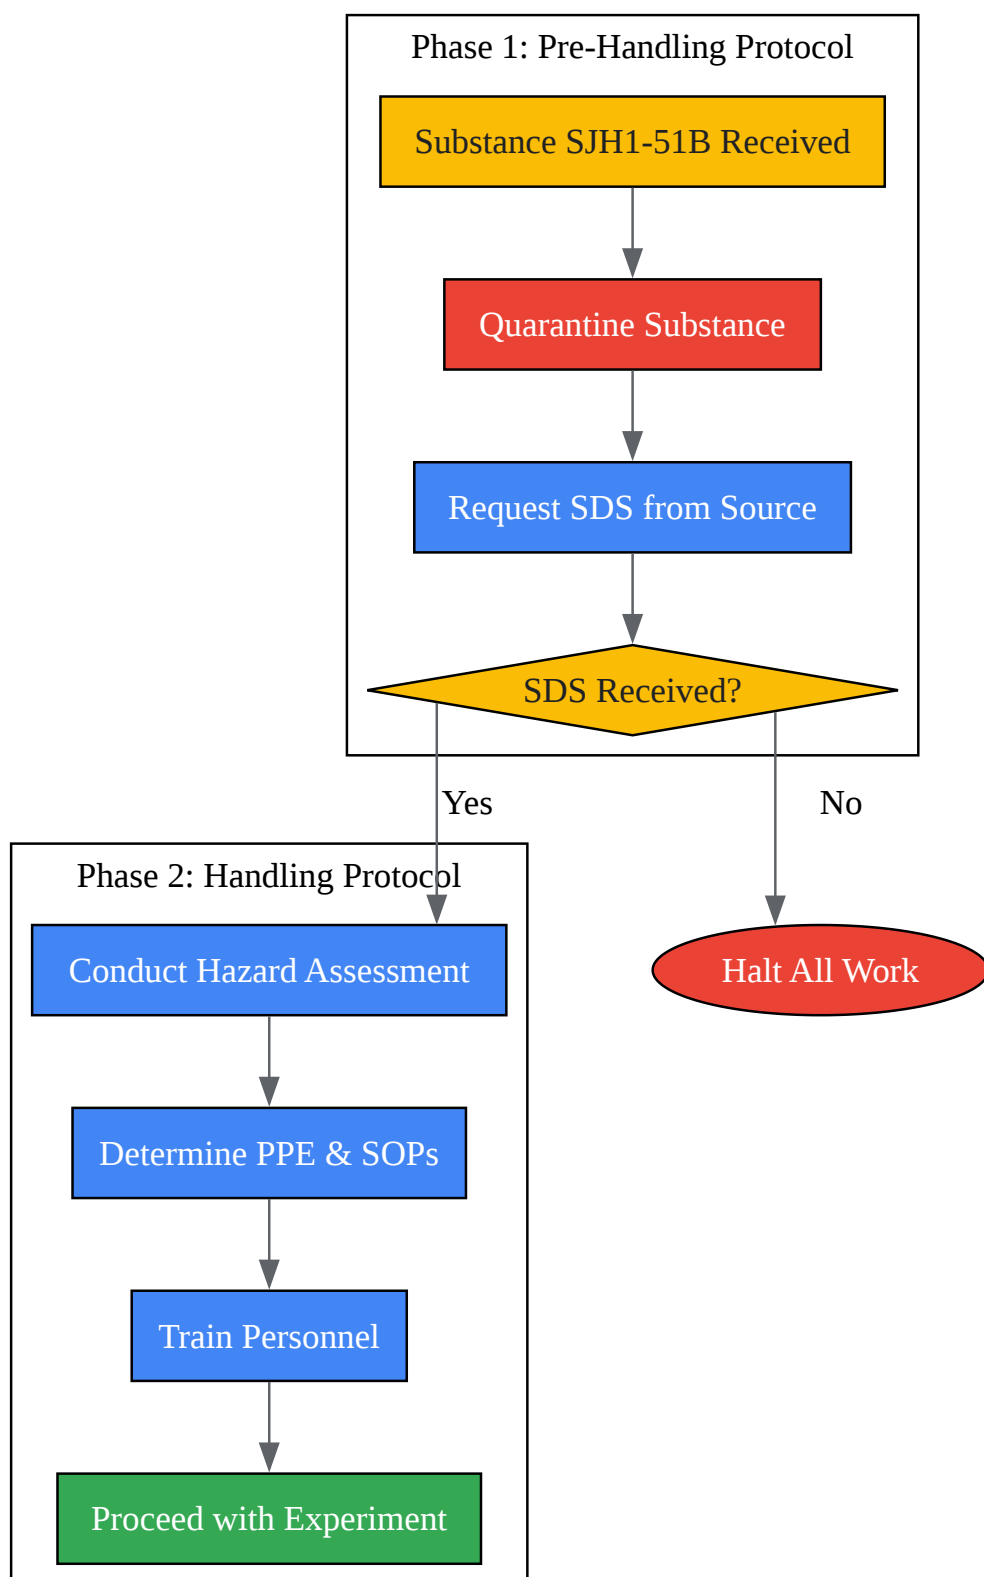 Phase 1: Pre-Handling Protocol
Substance SJH1-51B Received
Quarantine Substance
Request SDS from Source
SDS Received?
Yes
No
Phase 2: Handling Protocol
Conduct Hazard Assessment
Halt All Work
Determine PPE & SOPs
Train Personnel
Proceed with Experiment